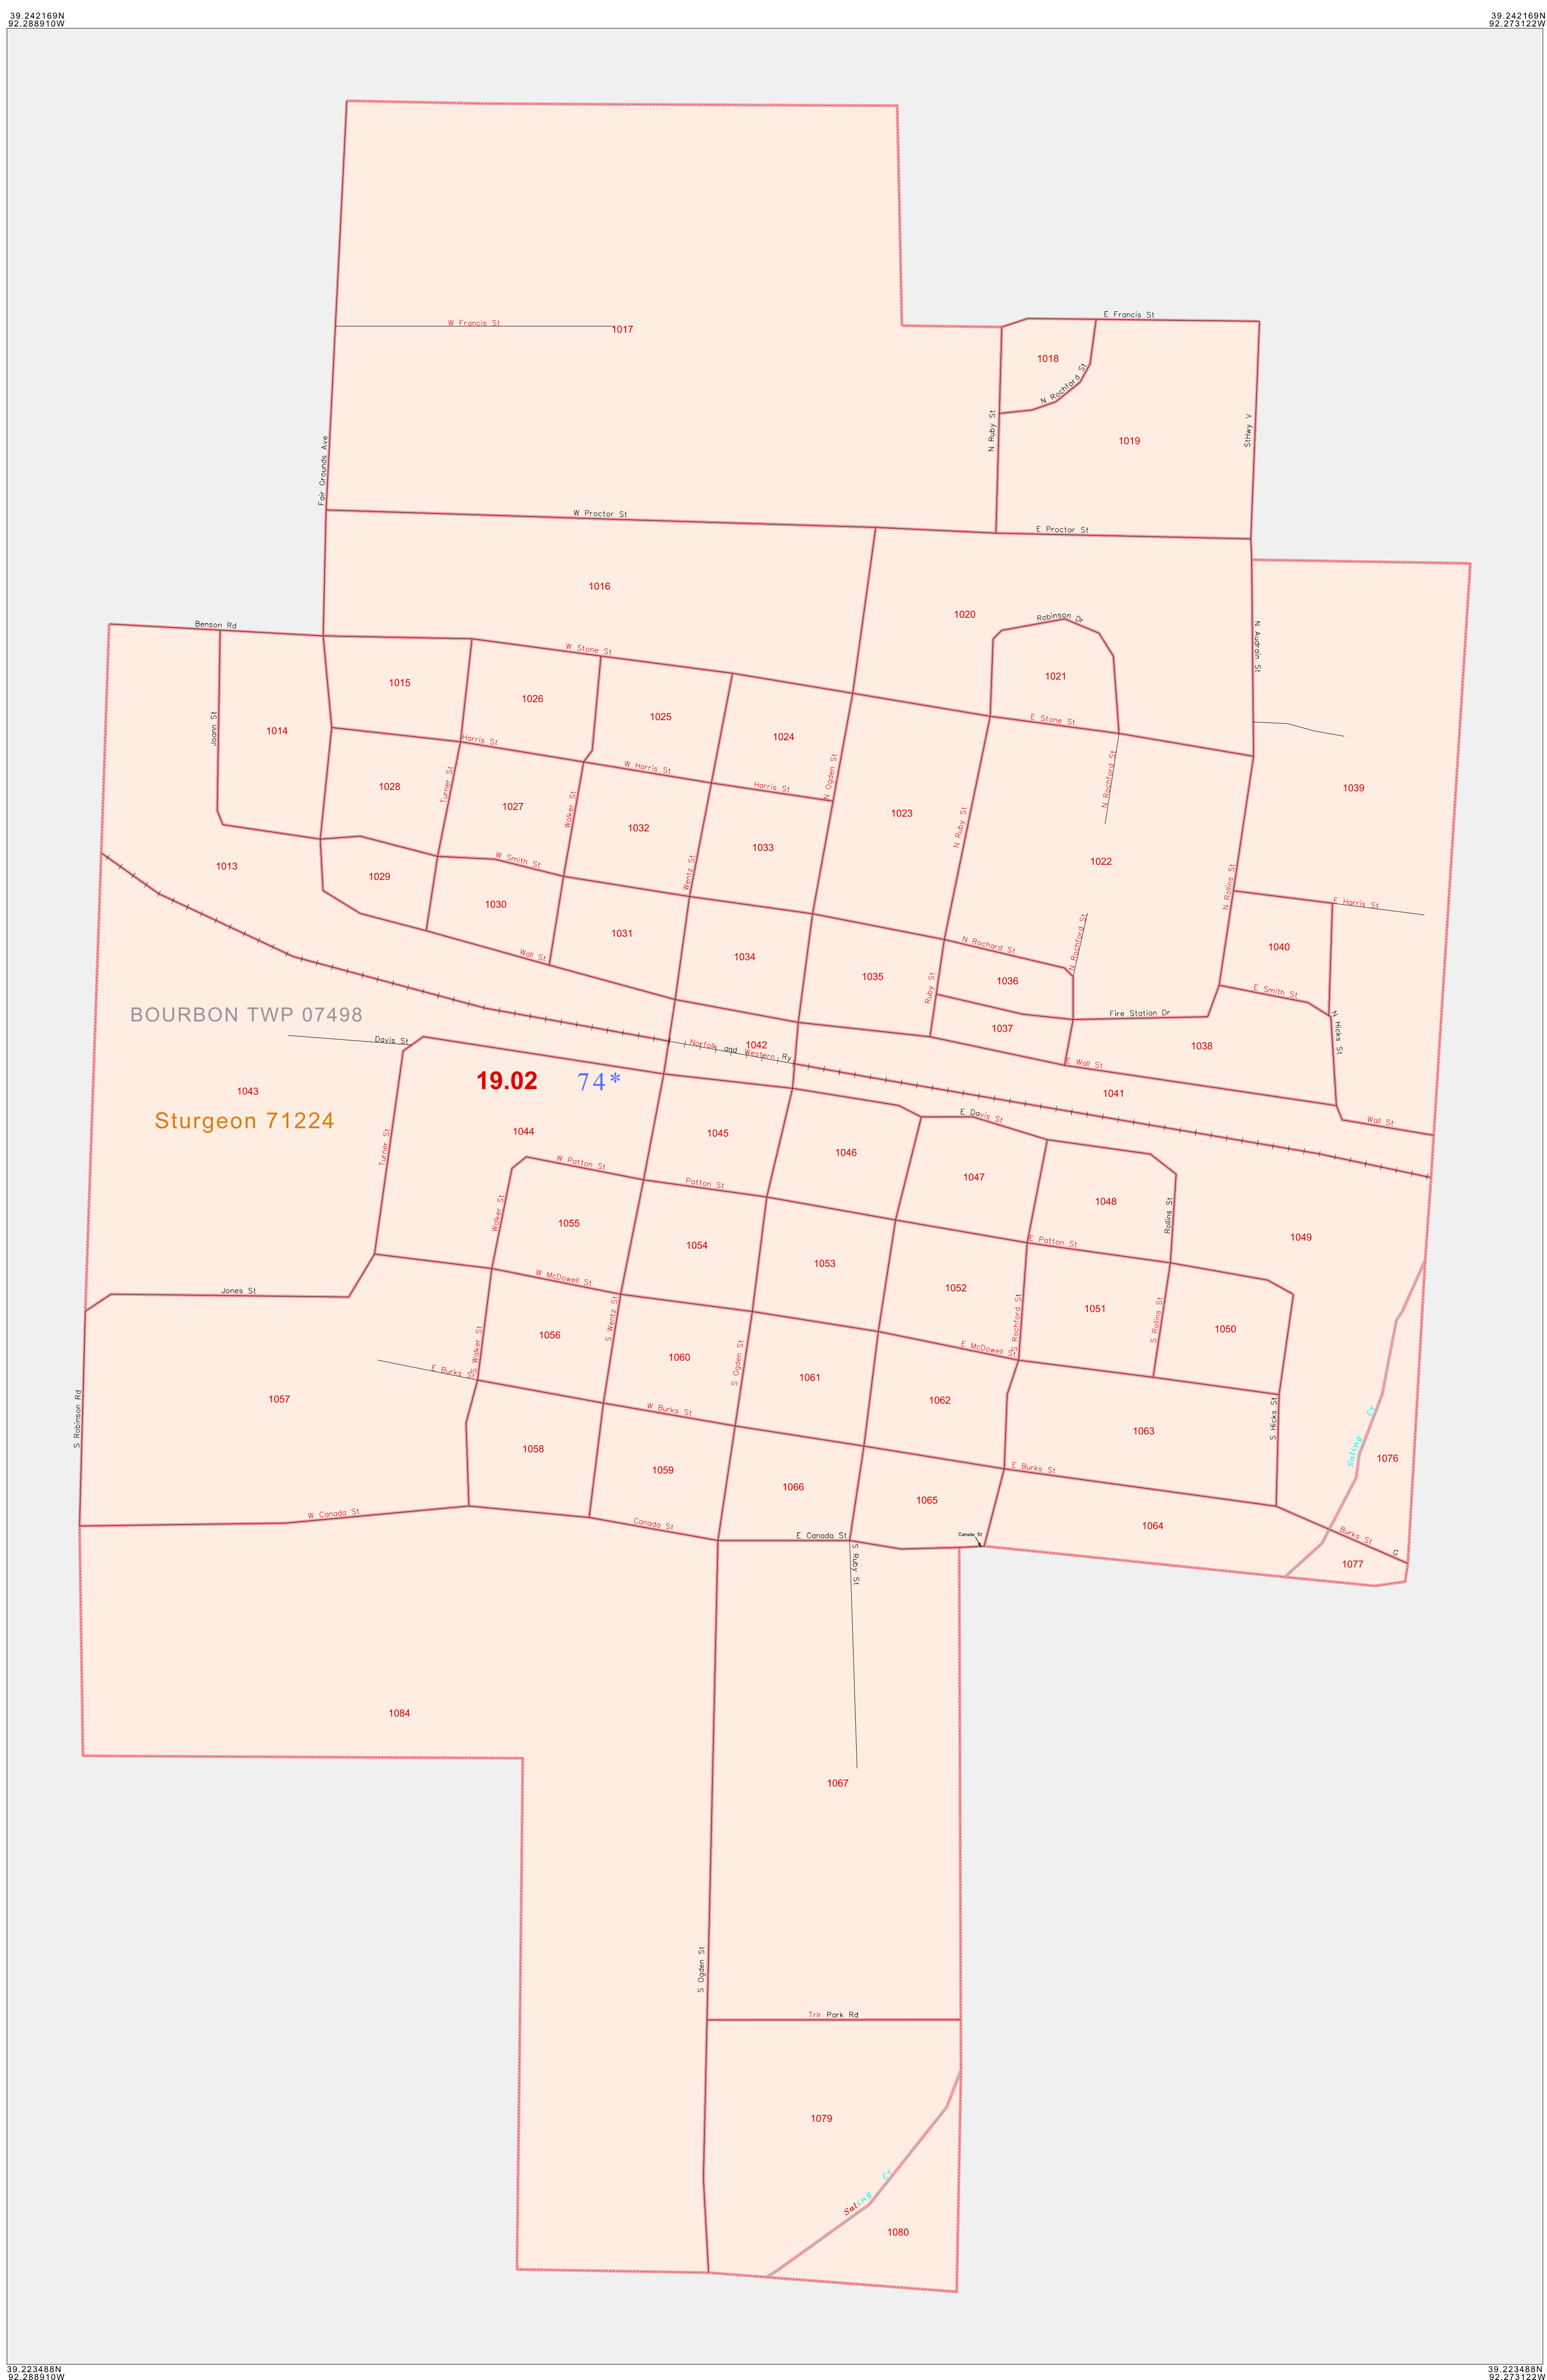 39.242169N
92.288910W
39.242169N
92.273122W
E Francis St
W Francis St
1017
1018
N Rochford St
N Ruby St
StHwy V
1019
Fair Grounds Ave
W Proctor St
E Proctor St
1016
1020
Robinson Dr
Benson Rd
N Audrain St
W Stone St
1021
1015
1026
1025
E Stone St
Joann St
1014
1024
Harris St
W Harris St
N Ogden St
Harris St
Turner St
N Rochford St
1028
1039
1027
Walker St
1023
N Ruby St
1032
1033
W Smith St
1022
1013
1029
Wentz St
N Rollins St
1030
E Harris St
1031
N Rochard St
N Rochford St
1040
Wall St
1034
1035
1036
Ruby St
E Smith St
BOURBON TWP 07498
Fire Station Dr
1037
N Hicks St
Davis St
Norfolk and Western Ry
1042
1038
E Wall St
19.02
74*
1043
1041
Sturgeon 71224
E Davis St
Wall St
1044
1045
1046
Turner St
W Patton St
Patton St
1047
1048
Walker St
Rollins St
1055
1054
E Patton St
1049
1053
W McDowell St
1052
Jones St
S Wentz St
S Rochford St
1051
S Rollins St
1050
1056
S Walker St
1060
S Ogden St
E McDowell St
E Burks St
1061
1057
S Robinson Rd
1062
W Burks St
S Hicks St
Saling Cr
1063
1058
1059
E Burks St
1076
1066
1065
W Canada St
Canada St
E Canada St
Canada St
1064
Burks St
G
S Ruby St
1077
1084
1067
S Ogden St
Trlr Park Rd
1079
Saling Cr
1080
39.223488N
92.288910W
39.223488N
92.273122W